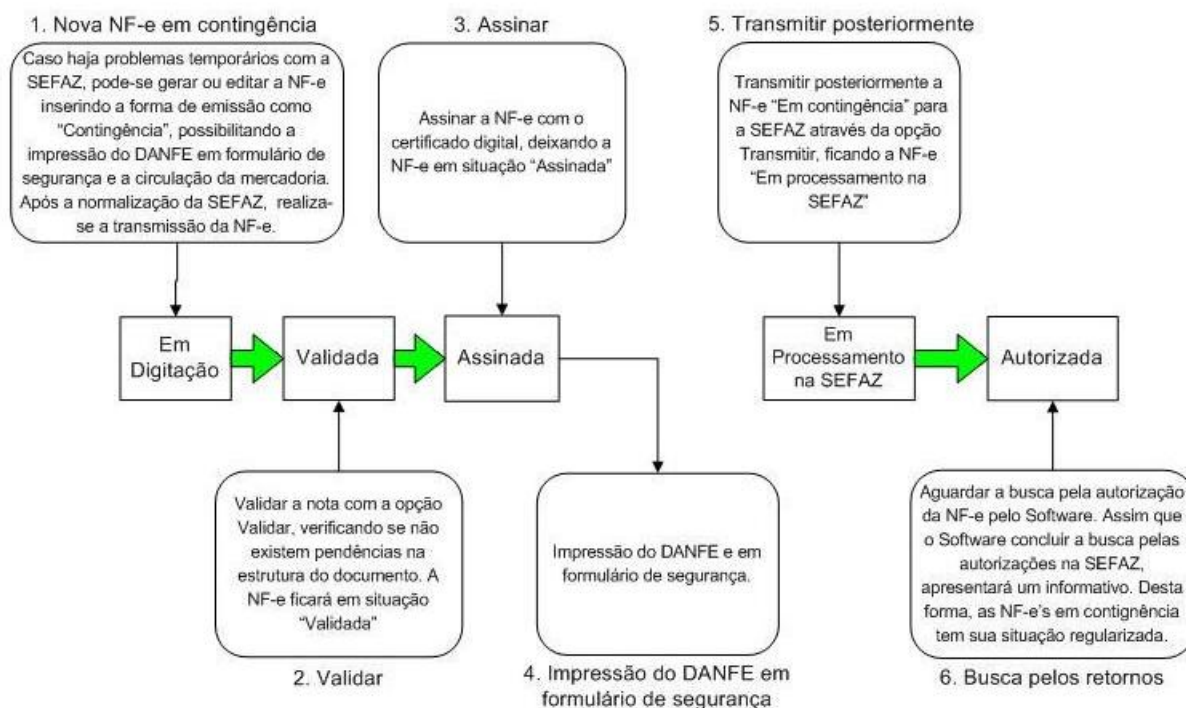 1. Nova NF-e em contingência
Caso haja problemas temporários com a
SEFAZ, pode-se gerar ou editar a NF-e
inserindo a forma de emissão como
“Contingência”, possibilitando a
impressão do DANFE em formulário de
segurança e a circulação da mercadoria.
Após a normalização da SEFAZ, realiza-
se a transmissão da NF-e.
3. Assinar
Assinar a NF-e com o
certificado digital, deixando a
NF-e em situação “Assinada”
5. Transmitir posteriormente
Transmitir posteriormente a
NF-e “Em contingência” para
a SEFAZ através da opção
Transmitir, ficando a NF-e
“Em processamento na
SEFAZ”
Em
Digitação
Validada
Assinada
Em
Processamento
na SEFAZ
Autorizada
Validar a nota com a opção
Validar, verificando se não
existem pendências na
estrutura do documento. A
NF-e ficará em situação
“Validada”
2. Validar
Impressão do DANFE e em
formulário de segurança.
4. Impressão do DANFE em
formulário de segurança
Aguardar a busca pela autorização
da NF-e pelo Software. Assim que
o Software concluir a busca pelas
autorizações na SEFAZ,
apresentará um informativo. Desta
forma, as NF-e’s em contignência
tem sua situação regularizada.
6. Busca pelos retornos